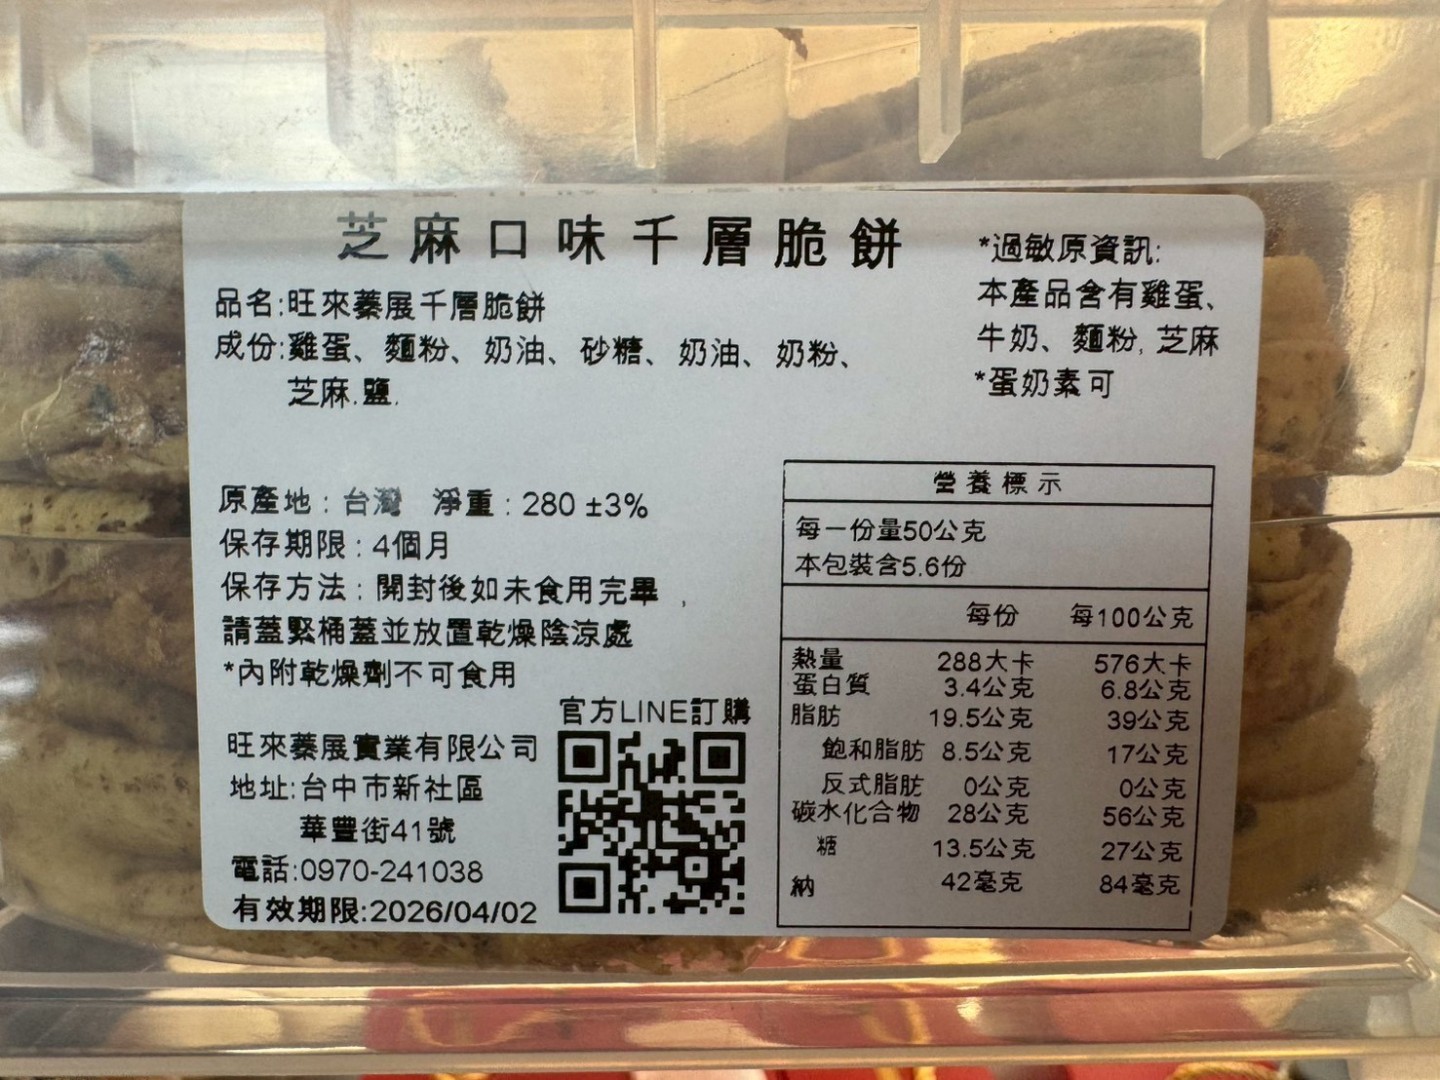 芝麻口味千層脆餅
品名:旺來蓁展千層脆餅
成份:雞蛋、麵粉、奶油、砂糖、奶油、奶粉、
芝麻.鹽.
*過敏原資訊:
本產品含有雞蛋、
牛奶、麵粉, 芝麻
*蛋奶素可
原產地 : 台灣 淨重 : 280 ±3%
保存期限 : 4個月
保存方法 : 開封後如未食用完畢 ,
請蓋緊桶蓋並放置乾燥陰涼處
*內附乾燥劑不可食用
官方LINE訂購
旺來蓁展實業有限公司
地址:台中市新社區
華豐街41號
電話:0970-241038
有效期限:2026/04/02
營養標示
每一份量50公克
本包裝含5.6份
每份 每100公克
熱量 288大卡 576大卡
蛋白質 3.4公克 6.8公克
脂肪 19.5公克 39公克
飽和脂肪 8.5公克 17公克
反式脂肪 0公克 0公克
碳水化合物 28公克 56公克
糖 13.5公克 27公克
納 42毫克 84毫克